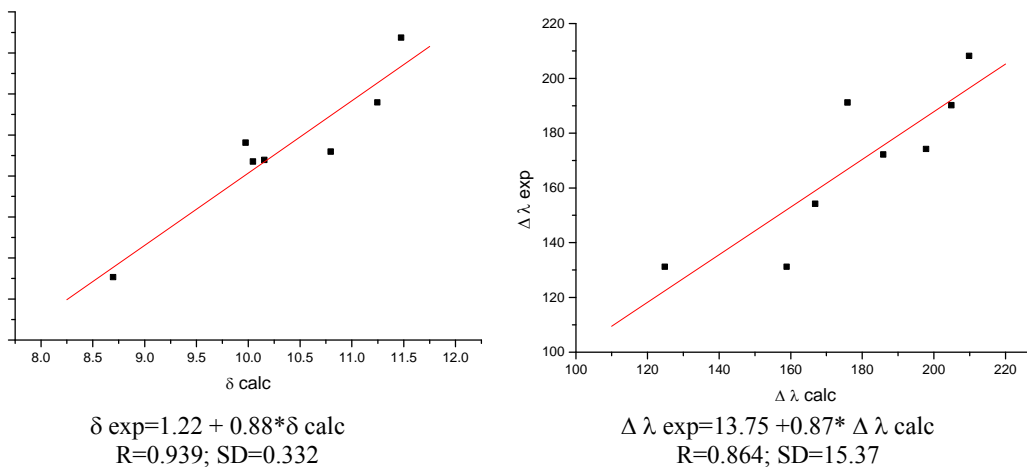 8.0 8.5 9.0 9.5 10.0 10.5 11.0 11.5 12.0
δ calc
δ exp=1.22 + 0.88*δ calc
R=0.939; SD=0.332
220
200
180
160
140
120
100
Δ λ exp
100 120 140 160 180 200 220
Δ λ calc
Δ λ exp=13.75 +0.87* Δ λ calc
R=0.864; SD=15.37